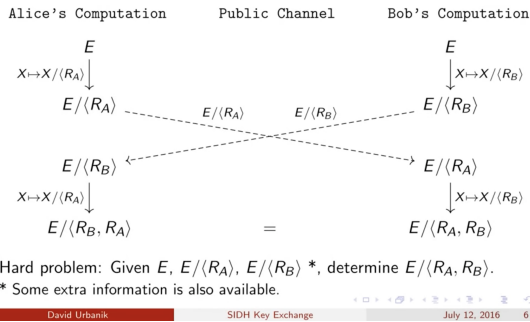 Alice's Computation Public Channel Bob's Computation
E E
X↦X/⟨R_A⟩ X↦X/⟨R_B⟩
E/⟨R_A⟩ E/⟨R_A⟩ E/⟨R_B⟩ E/⟨R_B⟩
E/⟨R_B⟩ E/⟨R_A⟩
X↦X/⟨R_A⟩ X↦X/⟨R_B⟩
E/⟨R_B, R_A⟩ = E/⟨R_A, R_B⟩
Hard problem: Given E, E/⟨R_A⟩, E/⟨R_B⟩ *, determine E/⟨R_A, R_B⟩.
* Some extra information is also available.
David Urbanik SIDH Key Exchange July 12, 2016 6